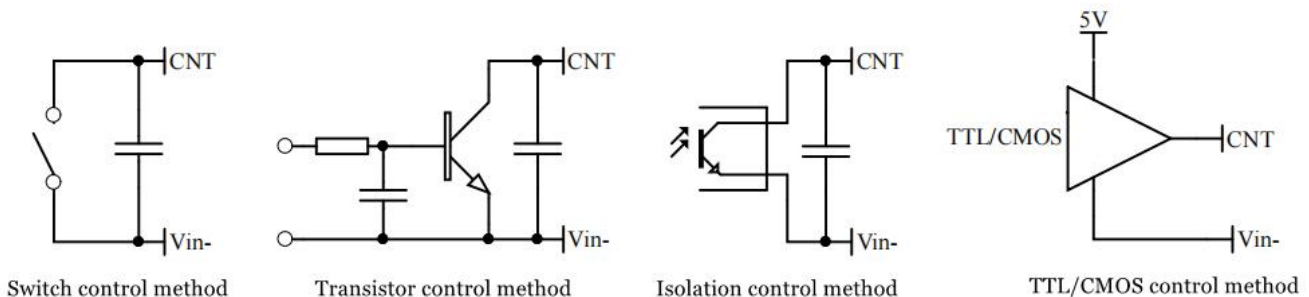 CNT
Vin-
Switch control method
CNT
Vin-
Transistor control method
CNT
Vin-
Isolation control method
5V
TTL/CMOS
CNT
Vin-
TTL/CMOS control method